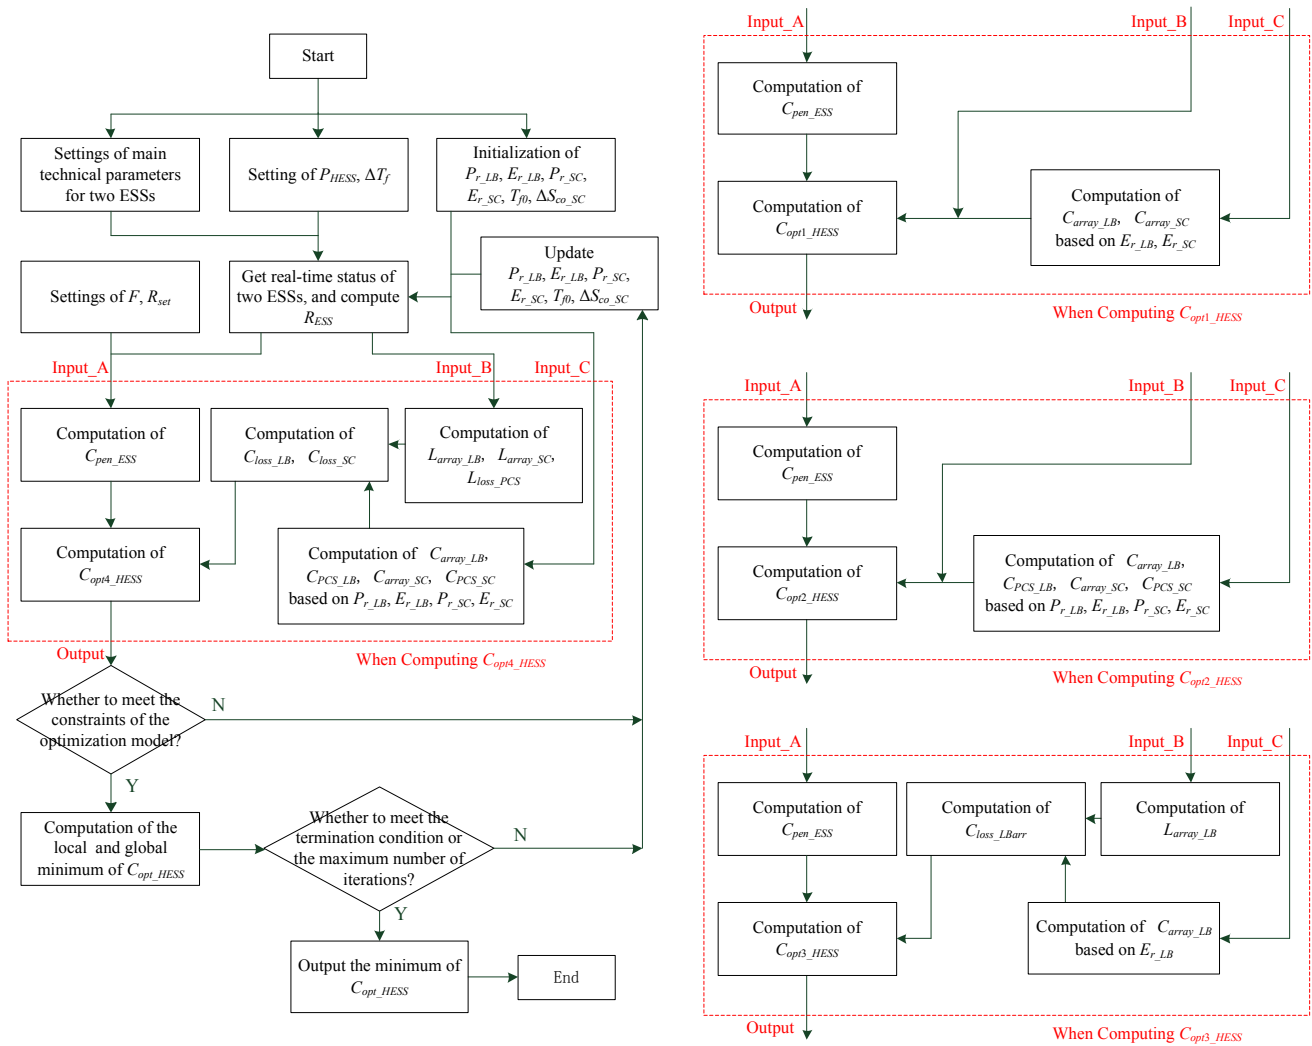 Start
Settings of main
technical parameters
for two ESSs
Setting of P_HESS, ΔT_f
Initialization of
P_r_LB, E_r_LB, P_r_SC,
E_r_SC, T_f0, ΔS_co_SC
Settings of F, R_set
Get real-time status of
two ESSs, and compute
R_ESS
Update
P_r_LB, E_r_LB, P_r_SC,
E_r_SC, T_f0, ΔS_co_SC
Input_A
Input_B
Input_C
Computation of
C_pen_ESS
Computation of
C_loss_LB, C_loss_SC
Computation of
L_array_LB, L_array_SC,
L_loss_PCS
Computation of
C_opt4_HESS
Computation of C_array_LB,
C_PCS_LB, C_array_SC, C_PCS_SC
based on P_r_LB, E_r_LB, P_r_SC, E_r_SC
Output
When Computing C_opt4_HESS
Whether to meet the
constraints of the
optimization model?
N
Y
Computation of the
local and global
minimum of C_opt_HESS
Whether to meet the
termination condition or
the maximum number of
iterations?
N
Y
Output the minimum of
C_opt_HESS
End
Input_A
Input_B
Input_C
Computation of
C_pen_ESS
Computation of
C_opt1_HESS
Computation of
C_array_LB, C_array_SC
based on E_r_LB, E_r_SC
Output
When Computing C_opt1_HESS
Input_A
Input_B
Input_C
Computation of
C_pen_ESS
Computation of
C_opt2_HESS
Computation of C_array_LB,
C_PCS_LB, C_array_SC, C_PCS_SC
based on P_r_LB, E_r_LB, P_r_SC, E_r_SC
Output
When Computing C_opt2_HESS
Input_A
Input_B
Input_C
Computation of
C_pen_ESS
Computation of
C_loss_LBarr
Computation of
L_array_LB
Computation of
C_opt3_HESS
Computation of C_array_LB
based on E_r_LB
Output
When Computing C_opt3_HESS